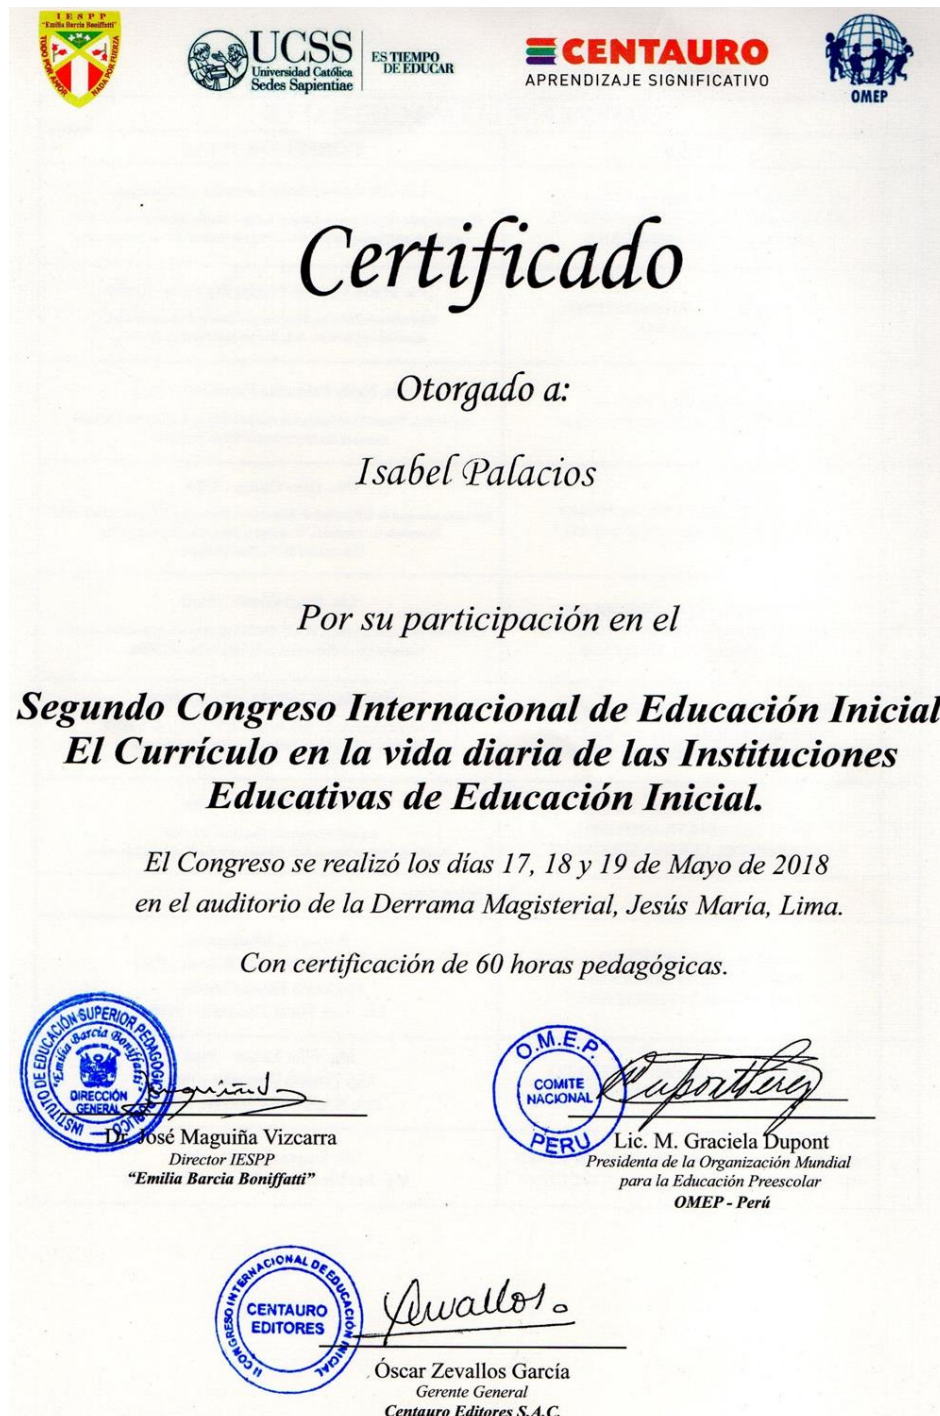 I E S P P
"Emilia Barcia Boniffatti"
TODO POR AMOR
NADA POR FUERZA
UCSS
Universidad Católica
Sedes Sapientiae
ES TIEMPO
DE EDUCAR
CENTAURO
APRENDIZAJE SIGNIFICATIVO
OMEP
Certificado
Otorgado a:
Isabel Palacios
Por su participación en el
Segundo Congreso Internacional de Educación Inicial
El Currículo en la vida diaria de las Instituciones
Educativas de Educación Inicial.
El Congreso se realizó los días 17, 18 y 19 de Mayo de 2018
en el auditorio de la Derrama Magisterial, Jesús María, Lima.
Con certificación de 60 horas pedagógicas.
INSTITUTO DE EDUCACIÓN SUPERIOR PEDAGÓGICO PÚBLICO
"Emilia Barcia Boniffatti"
DIRECCIÓN
GENERAL
Dr. José Maguiña Vizcarra
Director IESPP
"Emilia Barcia Boniffatti"
O.M.E.P.
COMITE
NACIONAL
PERU
Lic. M. Graciela Dupont
Presidenta de la Organización Mundial
para la Educación Preescolar
OMEP - Perú
II CONGRESO INTERNACIONAL DE EDUCACIÓN INICIAL
CENTAURO
EDITORES
Zevallos
Óscar Zevallos García
Gerente General
Centauro Editores S.A.C.